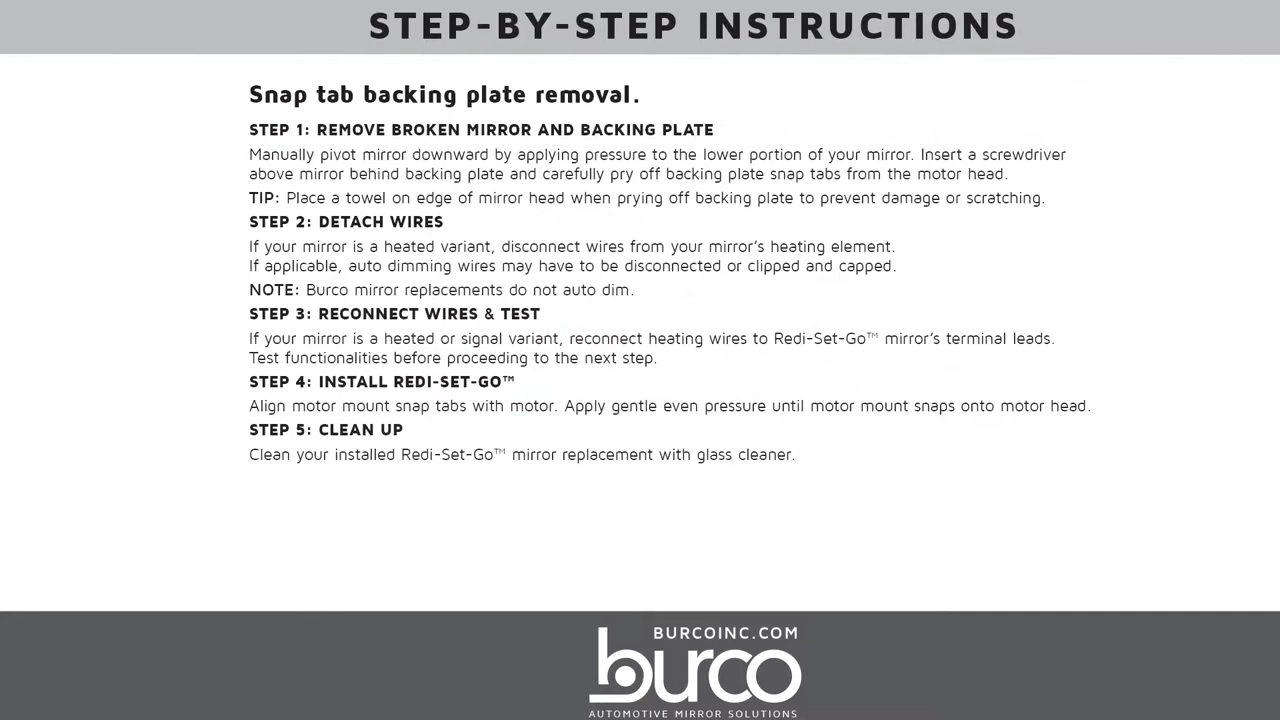 STEP-BY-STEP INSTRUCTIONS
Snap tab backing plate removal.
STEP 1: REMOVE BROKEN MIRROR AND BACKING PLATE
Manually pivot mirror downward by applying pressure to the lower portion of your mirror. Insert a screwdriver
above mirror behind backing plate and carefully pry off backing plate snap tabs from the motor head.
TIP: Place a towel on edge of mirror head when prying off backing plate to prevent damage or scratching.
STEP 2: DETACH WIRES
If your mirror is a heated variant, disconnect wires from your mirror's heating element.
If applicable, auto dimming wires may have to be disconnected or clipped and capped.
NOTE: Burco mirror replacements do not auto dim.
STEP 3: RECONNECT WIRES & TEST
If your mirror is a heated or signal variant, reconnect heating wires to Redi-Set-Go™ mirror's terminal leads.
Test functionalities before proceeding to the next step.
STEP 4: INSTALL REDI-SET-GO™
Align motor mount snap tabs with motor. Apply gentle even pressure until motor mount snaps onto motor head.
STEP 5: CLEAN UP
Clean your installed Redi-Set-Go™ mirror replacement with glass cleaner.
BURCOINC.COM
burco
AUTOMOTIVE MIRROR SOLUTIONS